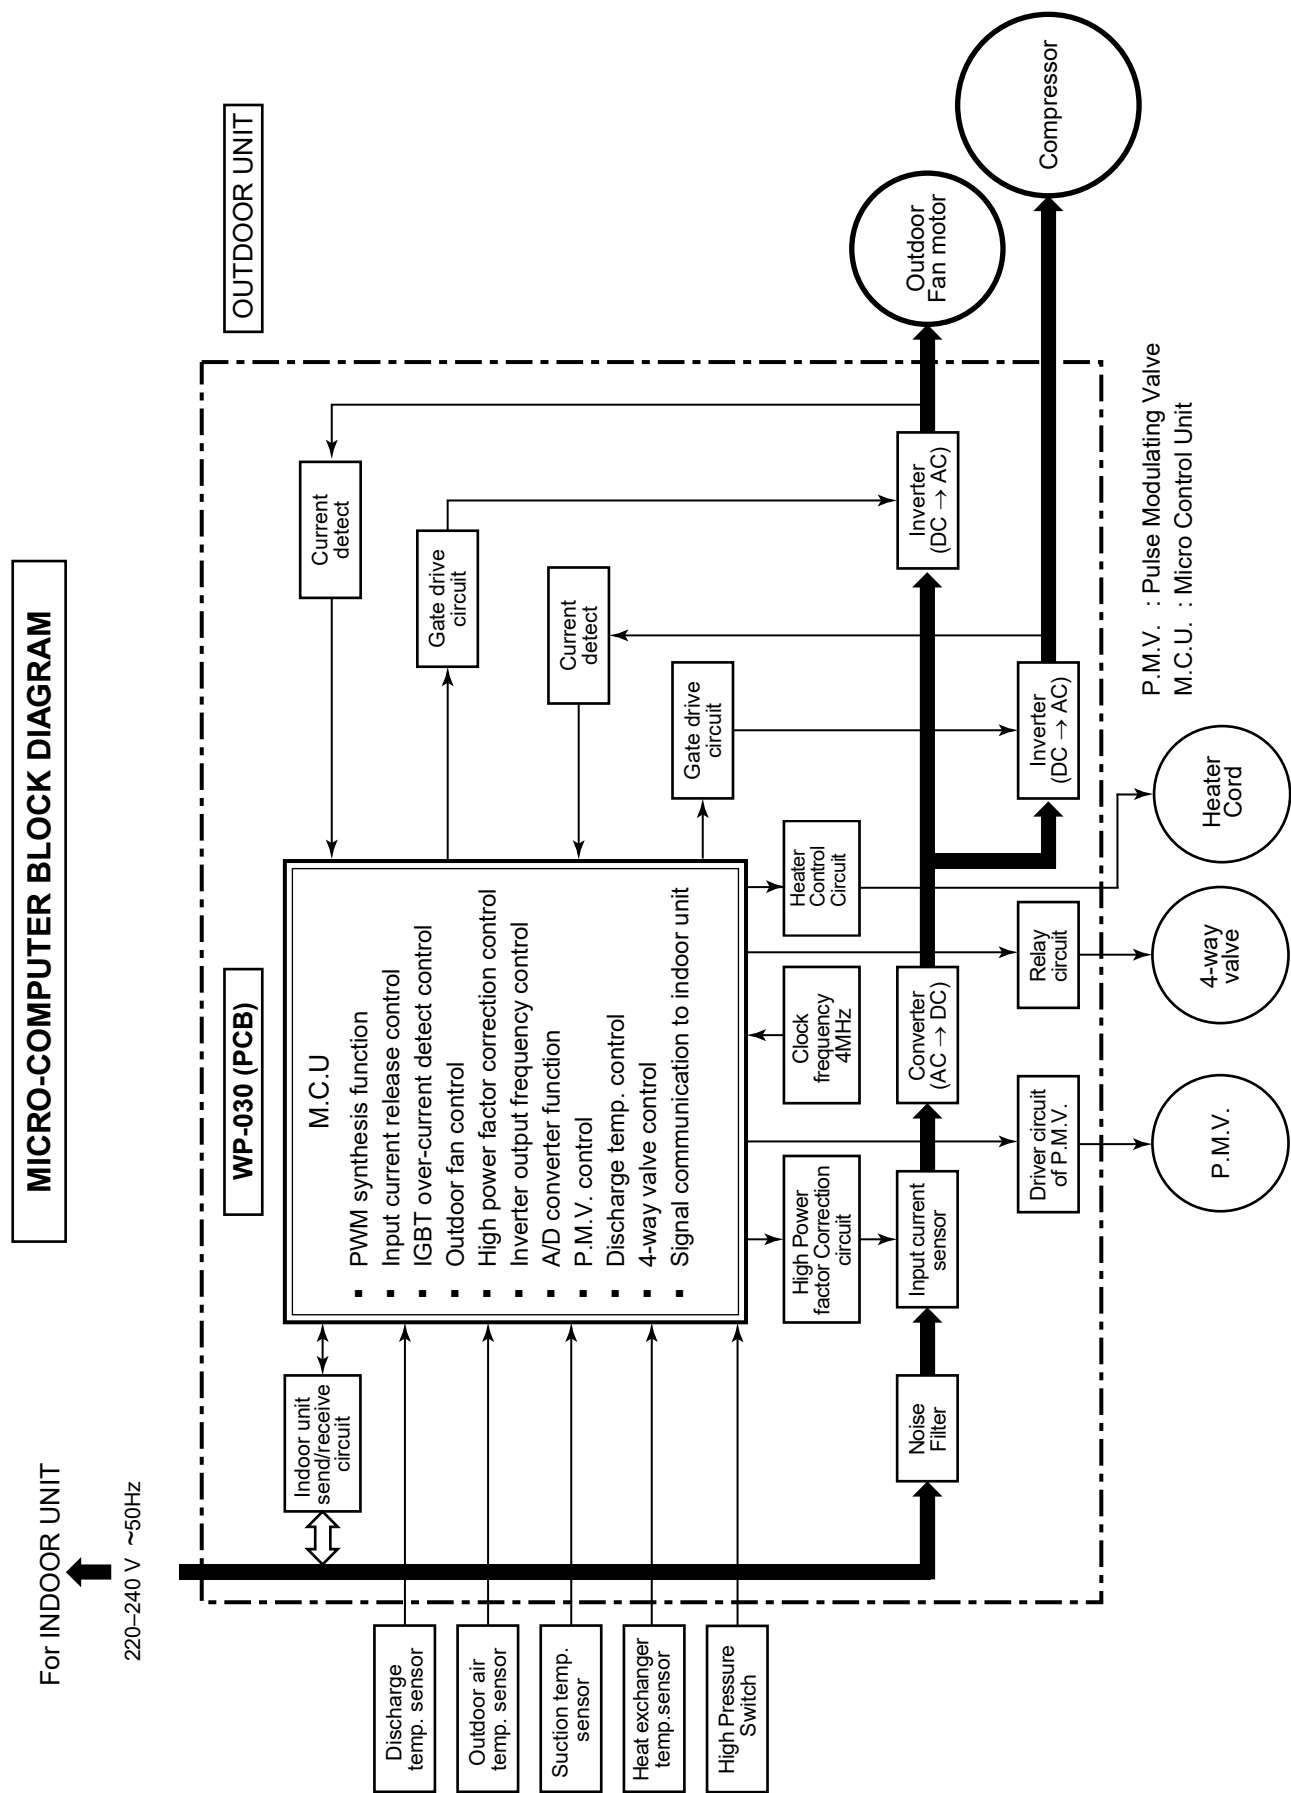 MICRO-COMPUTER BLOCK DIAGRAM
For INDOOR UNIT
220–240 V ~50Hz
WP-030 (PCB)
OUTDOOR UNIT
Indoor unit
send/receive
circuit
M.C.U
▪ PWM synthesis function
▪ Input current release control
▪ IGBT over-current detect control
▪ Outdoor fan control
▪ High power factor correction control
▪ Inverter output frequency control
▪ A/D converter function
▪ P.M.V. control
▪ Discharge temp. control
▪ 4-way valve control
▪ Signal communication to indoor unit
Discharge
temp. sensor
Outdoor air
temp. sensor
Suction temp.
sensor
Heat exchanger
temp.sensor
High Pressure
Switch
Current
detect
Gate drive
circuit
Current
detect
Gate drive
circuit
High Power
factor Correction
circuit
Clock
frequency
4MHz
Heater
Control
Circuit
Noise
Filter
Input current
sensor
Converter
(AC → DC)
Inverter
(DC → AC)
Outdoor
Fan motor
Driver circuit
of P.M.V.
Relay
circuit
Inverter
(DC → AC)
Compressor
P.M.V.
4-way
valve
Heater
Cord
P.M.V. : Pulse Modulating Valve
M.C.U. : Micro Control Unit